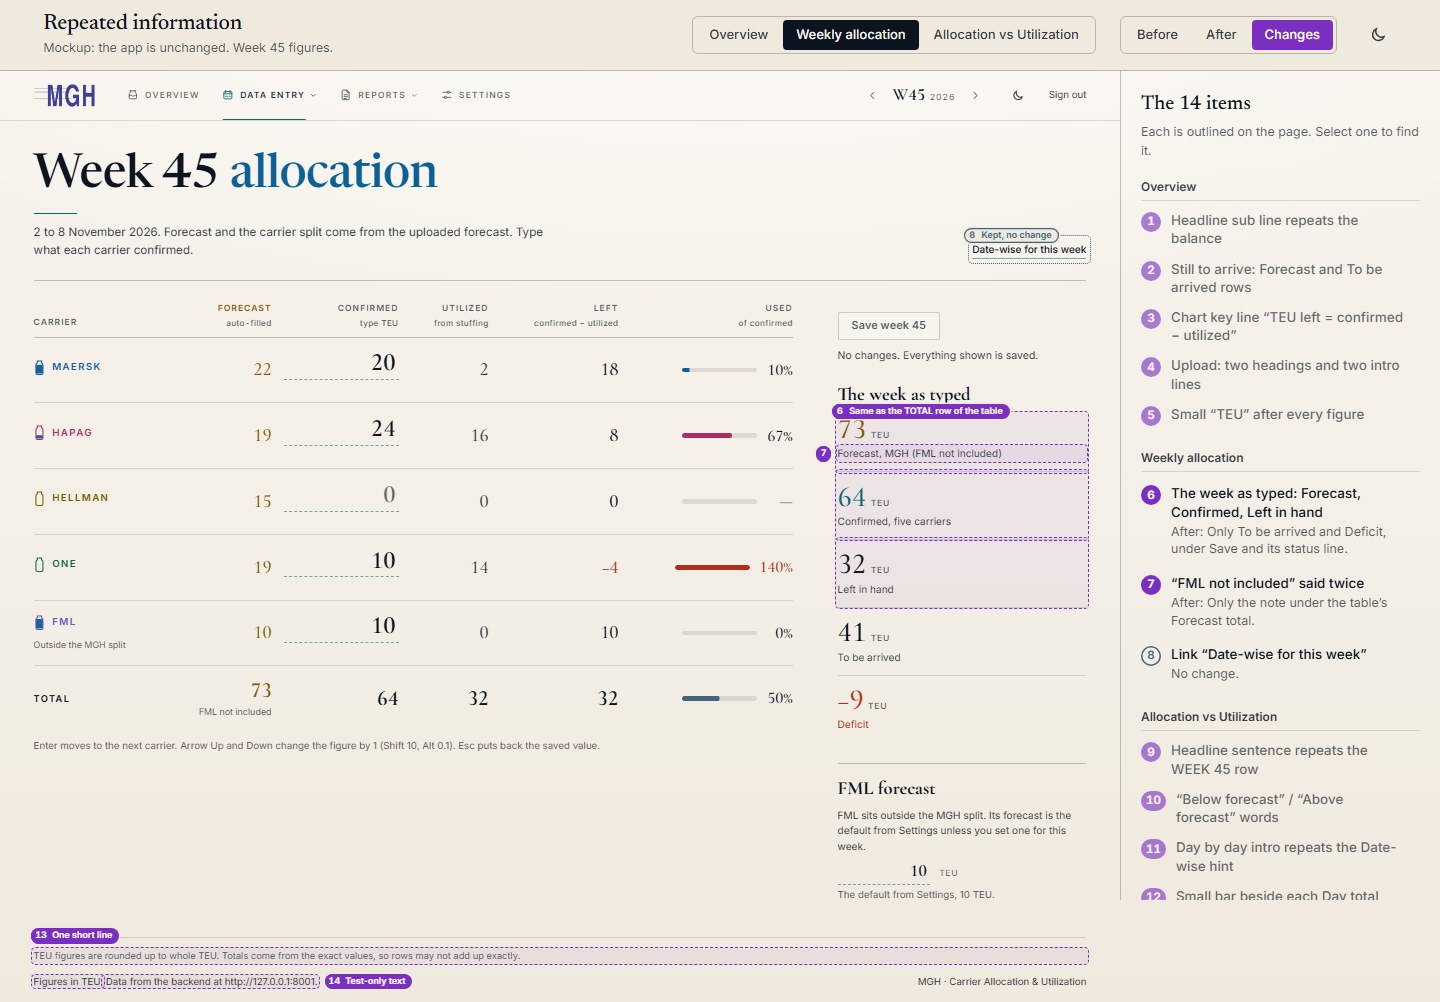 Repeated information
Mockup: the app is unchanged. Week 45 figures.
Overview
Weekly allocation
Allocation vs Utilization
Before
After
Changes
MGH
OVERVIEW
DATA ENTRY
REPORTS
SETTINGS
W45 2026
Sign out
Week 45 allocation
2 to 8 November 2026. Forecast and the carrier split come from the uploaded forecast. Type
what each carrier confirmed.
8 Kept, no change
Date-wise for this week
CARRIER
FORECAST
auto-filled
CONFIRMED
type TEU
UTILIZED
from stuffing
LEFT
confirmed − utilized
USED
of confirmed
MAERSK 22 20 2 18 10%
HAPAG 19 24 16 8 67%
HELLMAN 15 0 0 0 —
ONE 19 10 14 −4 140%
FML 10 10 0 10 0%
Outside the MGH split
TOTAL 73 64 32 32 50%
FML not included
Enter moves to the next carrier. Arrow Up and Down change the figure by 1 (Shift 10, Alt 0.1). Esc puts back the saved value.
Save week 45
No changes. Everything shown is saved.
The week as typed
6 Same as the TOTAL row of the table
73 TEU
7
Forecast, MGH (FML not included)
64 TEU
Confirmed, five carriers
32 TEU
Left in hand
41 TEU
To be arrived
−9 TEU
Deficit
FML forecast
FML sits outside the MGH split. Its forecast is the
default from Settings unless you set one for this
week.
10 TEU
The default from Settings, 10 TEU.
13 One short line
TEU figures are rounded up to whole TEU. Totals come from the exact values, so rows may not add up exactly.
Figures in TEU Data from the backend at http://127.0.0.1:8001.
14 Test-only text
MGH · Carrier Allocation & Utilization
The 14 items
Each is outlined on the page. Select one to find
it.
Overview
1 Headline sub line repeats the
balance
2 Still to arrive: Forecast and To be
arrived rows
3 Chart key line “TEU left = confirmed
− utilized”
4 Upload: two headings and two intro
lines
5 Small “TEU” after every figure
Weekly allocation
6 The week as typed: Forecast,
Confirmed, Left in hand
After: Only To be arrived and Deficit,
under Save and its status line.
7 “FML not included” said twice
After: Only the note under the table’s
Forecast total.
8 Link “Date-wise for this week”
No change.
Allocation vs Utilization
9 Headline sentence repeats the
WEEK 45 row
10 “Below forecast” / “Above
forecast” words
11 Day by day intro repeats the Date-
wise hint
12 Small bar beside each Day total